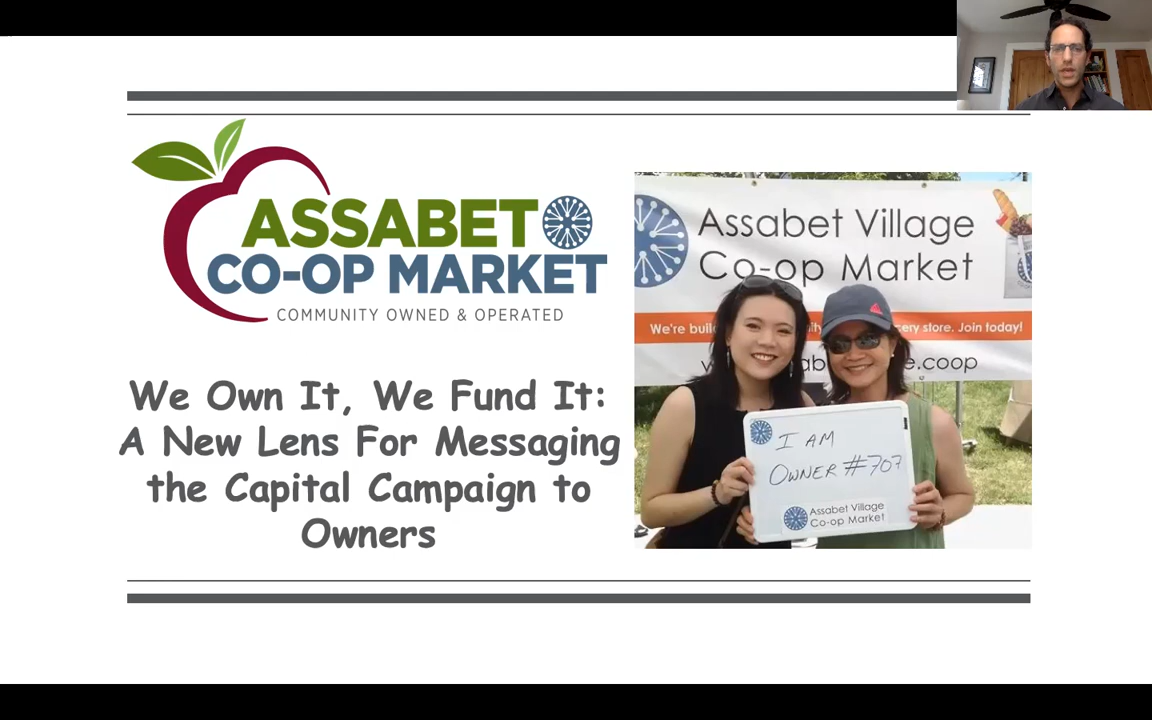 ASSABET
CO-OP MARKET
COMMUNITY OWNED & OPERATED
We Own It, We Fund It:
A New Lens For Messaging
the Capital Campaign to
Owners
Assabet Village
Co-op Market
We're ery store. Join today!
e.coop
I AM
OWNER #707
Assabet Village
Co-op Market